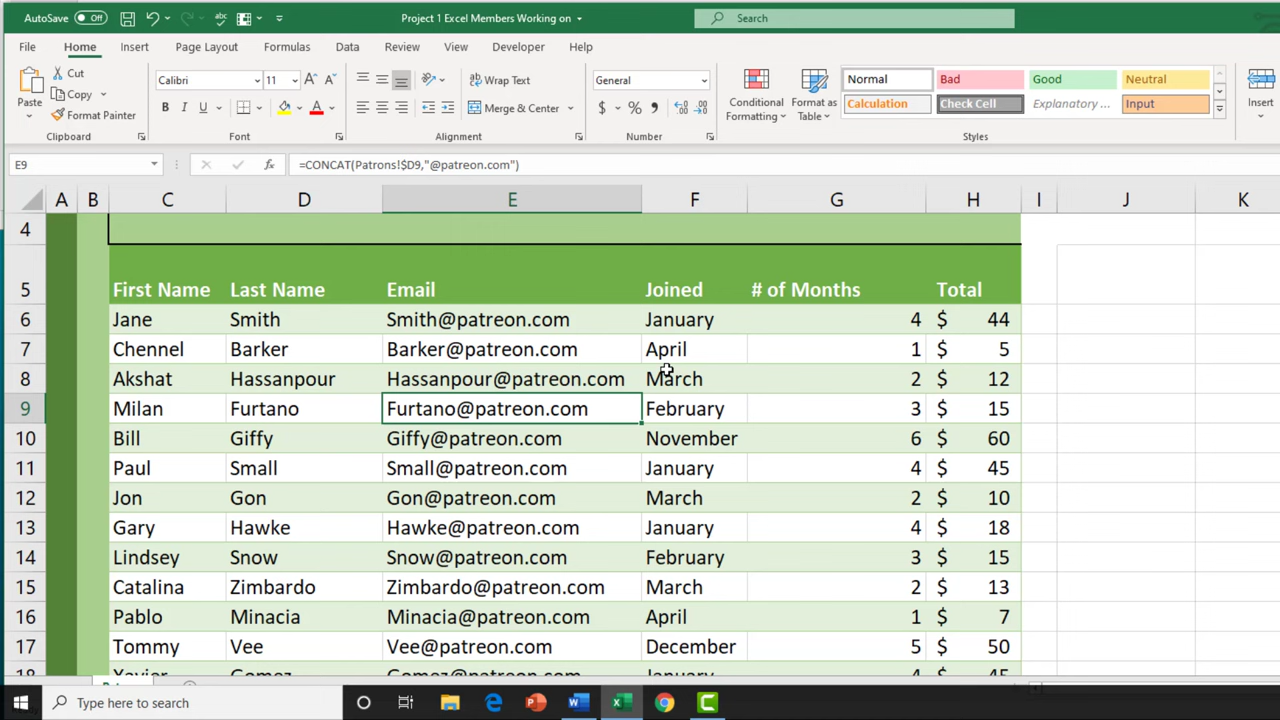 AutoSave Off Project 1 Excel Members Working on Search
File Home Insert Page Layout Formulas Data Review View Developer Help
Paste Cut Copy Format Painter Clipboard
Calibri 11 A A B I U A Font
ab Wrap Text Merge & Center Alignment
General $ % , Number
Conditional Formatting Format as Table
Normal Bad Good Neutral
Calculation Check Cell Explanatory ... Input
Styles
Insert
E9 fx =CONCAT(Patrons!$D9,"@patreon.com")
A B C D E F G H I J K
4
5 First Name Last Name Email Joined # of Months Total
6 Jane Smith Smith@patreon.com January 4 $ 44
7 Chennel Barker Barker@patreon.com April 1 $ 5
8 Akshat Hassanpour Hassanpour@patreon.com March 2 $ 12
9 Milan Furtano Furtano@patreon.com February 3 $ 15
10 Bill Giffy Giffy@patreon.com November 6 $ 60
11 Paul Small Small@patreon.com January 4 $ 45
12 Jon Gon Gon@patreon.com March 2 $ 10
13 Gary Hawke Hawke@patreon.com January 4 $ 18
14 Lindsey Snow Snow@patreon.com February 3 $ 15
15 Catalina Zimbardo Zimbardo@patreon.com March 2 $ 13
16 Pablo Minacia Minacia@patreon.com April 1 $ 7
17 Tommy Vee Vee@patreon.com December 5 $ 50
Type here to search